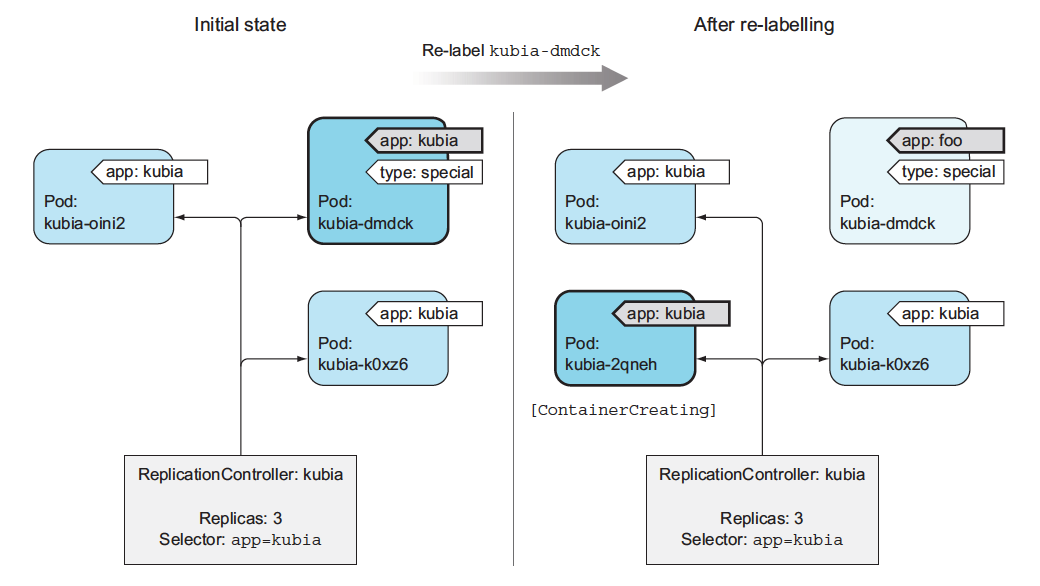 Initial state
After re-labelling
Re-label kubia-dmdck
app: kubia
Pod:
kubia-oini2
app: kubia
type: special
Pod:
kubia-dmdck
app: kubia
Pod:
kubia-k0xz6
ReplicationController: kubia
Replicas: 3
Selector: app=kubia
app: kubia
Pod:
kubia-oini2
app: foo
type: special
Pod:
kubia-dmdck
app: kubia
Pod:
kubia-2qneh
[ContainerCreating]
app: kubia
Pod:
kubia-k0xz6
ReplicationController: kubia
Replicas: 3
Selector: app=kubia